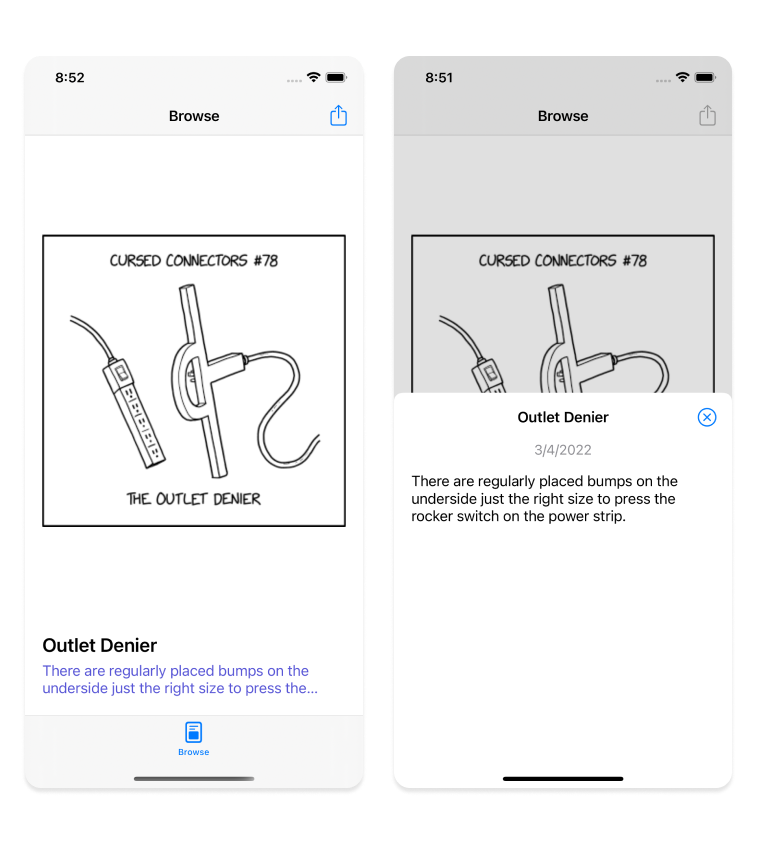 8:52
Browse
CURSED CONNECTORS #78
THE OUTLET DENIER
Outlet Denier
There are regularly placed bumps on the
underside just the right size to press the...
Browse
8:51
Browse
CURSED CONNECTORS #78
Outlet Denier
3/4/2022
There are regularly placed bumps on the
underside just the right size to press the
rocker switch on the power strip.